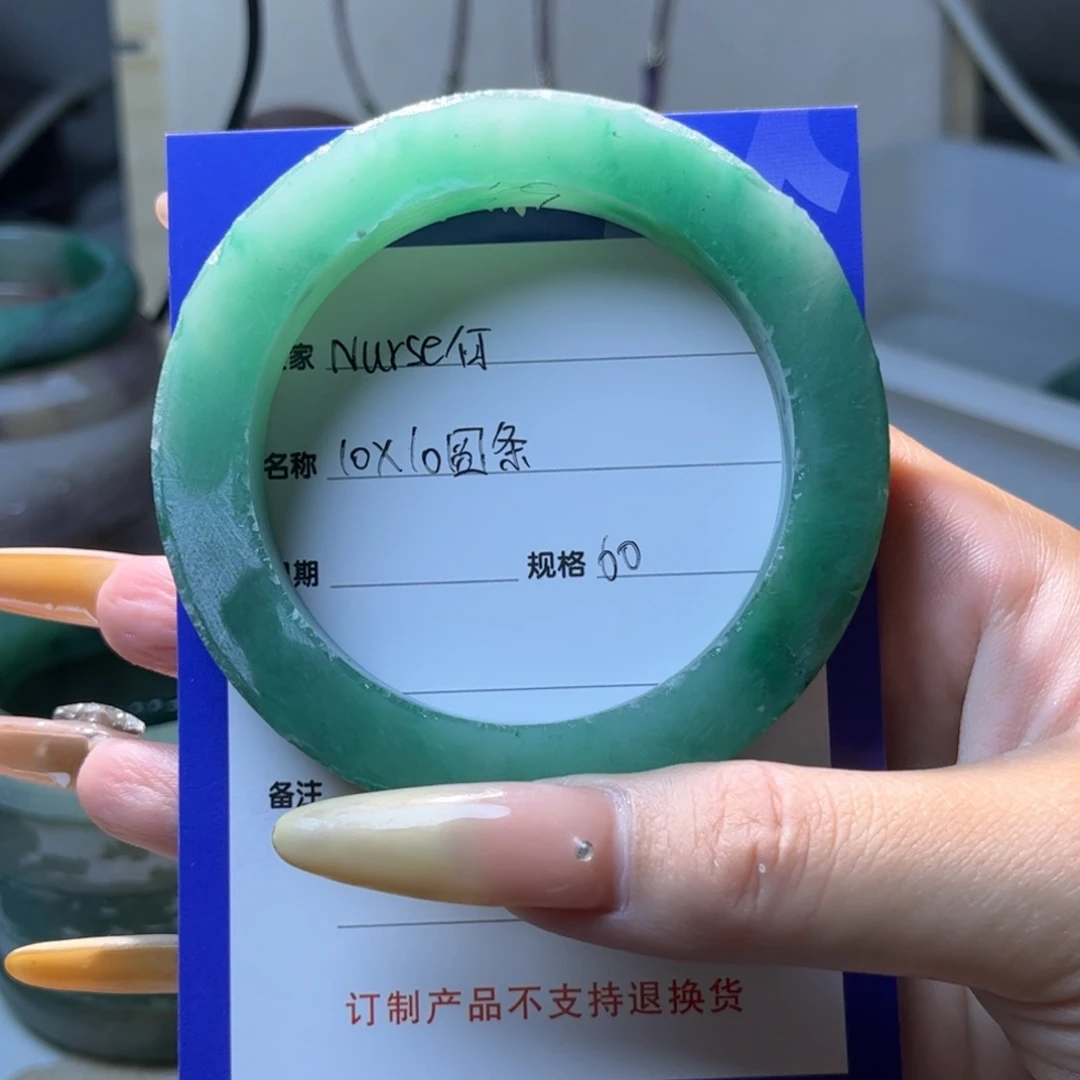 家 Nurse/何
名称 10X10圆条
期 规格 60
备注
订制产品不支持退换货